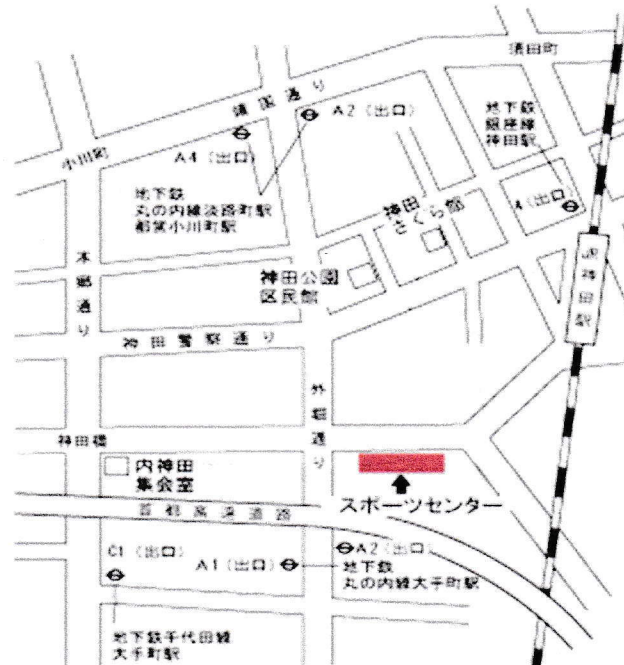 須田町
靖国通り
A2（出口）
地下鉄
銀座線
神田駅
小川町
A4（出口）
地下鉄
丸の内線淡路町駅
都営小川町駅
神田
さくら館
4（出口）
本郷通り
神田公園
区民館
JR神田駅
神田警察通り
外堀通り
神田橋
内神田
集会室
スポーツセンター
首都高速道路
C1（出口）
A1（出口）
A2（出口）
地下鉄
丸の内線大手町駅
地下鉄千代田線
大手町駅